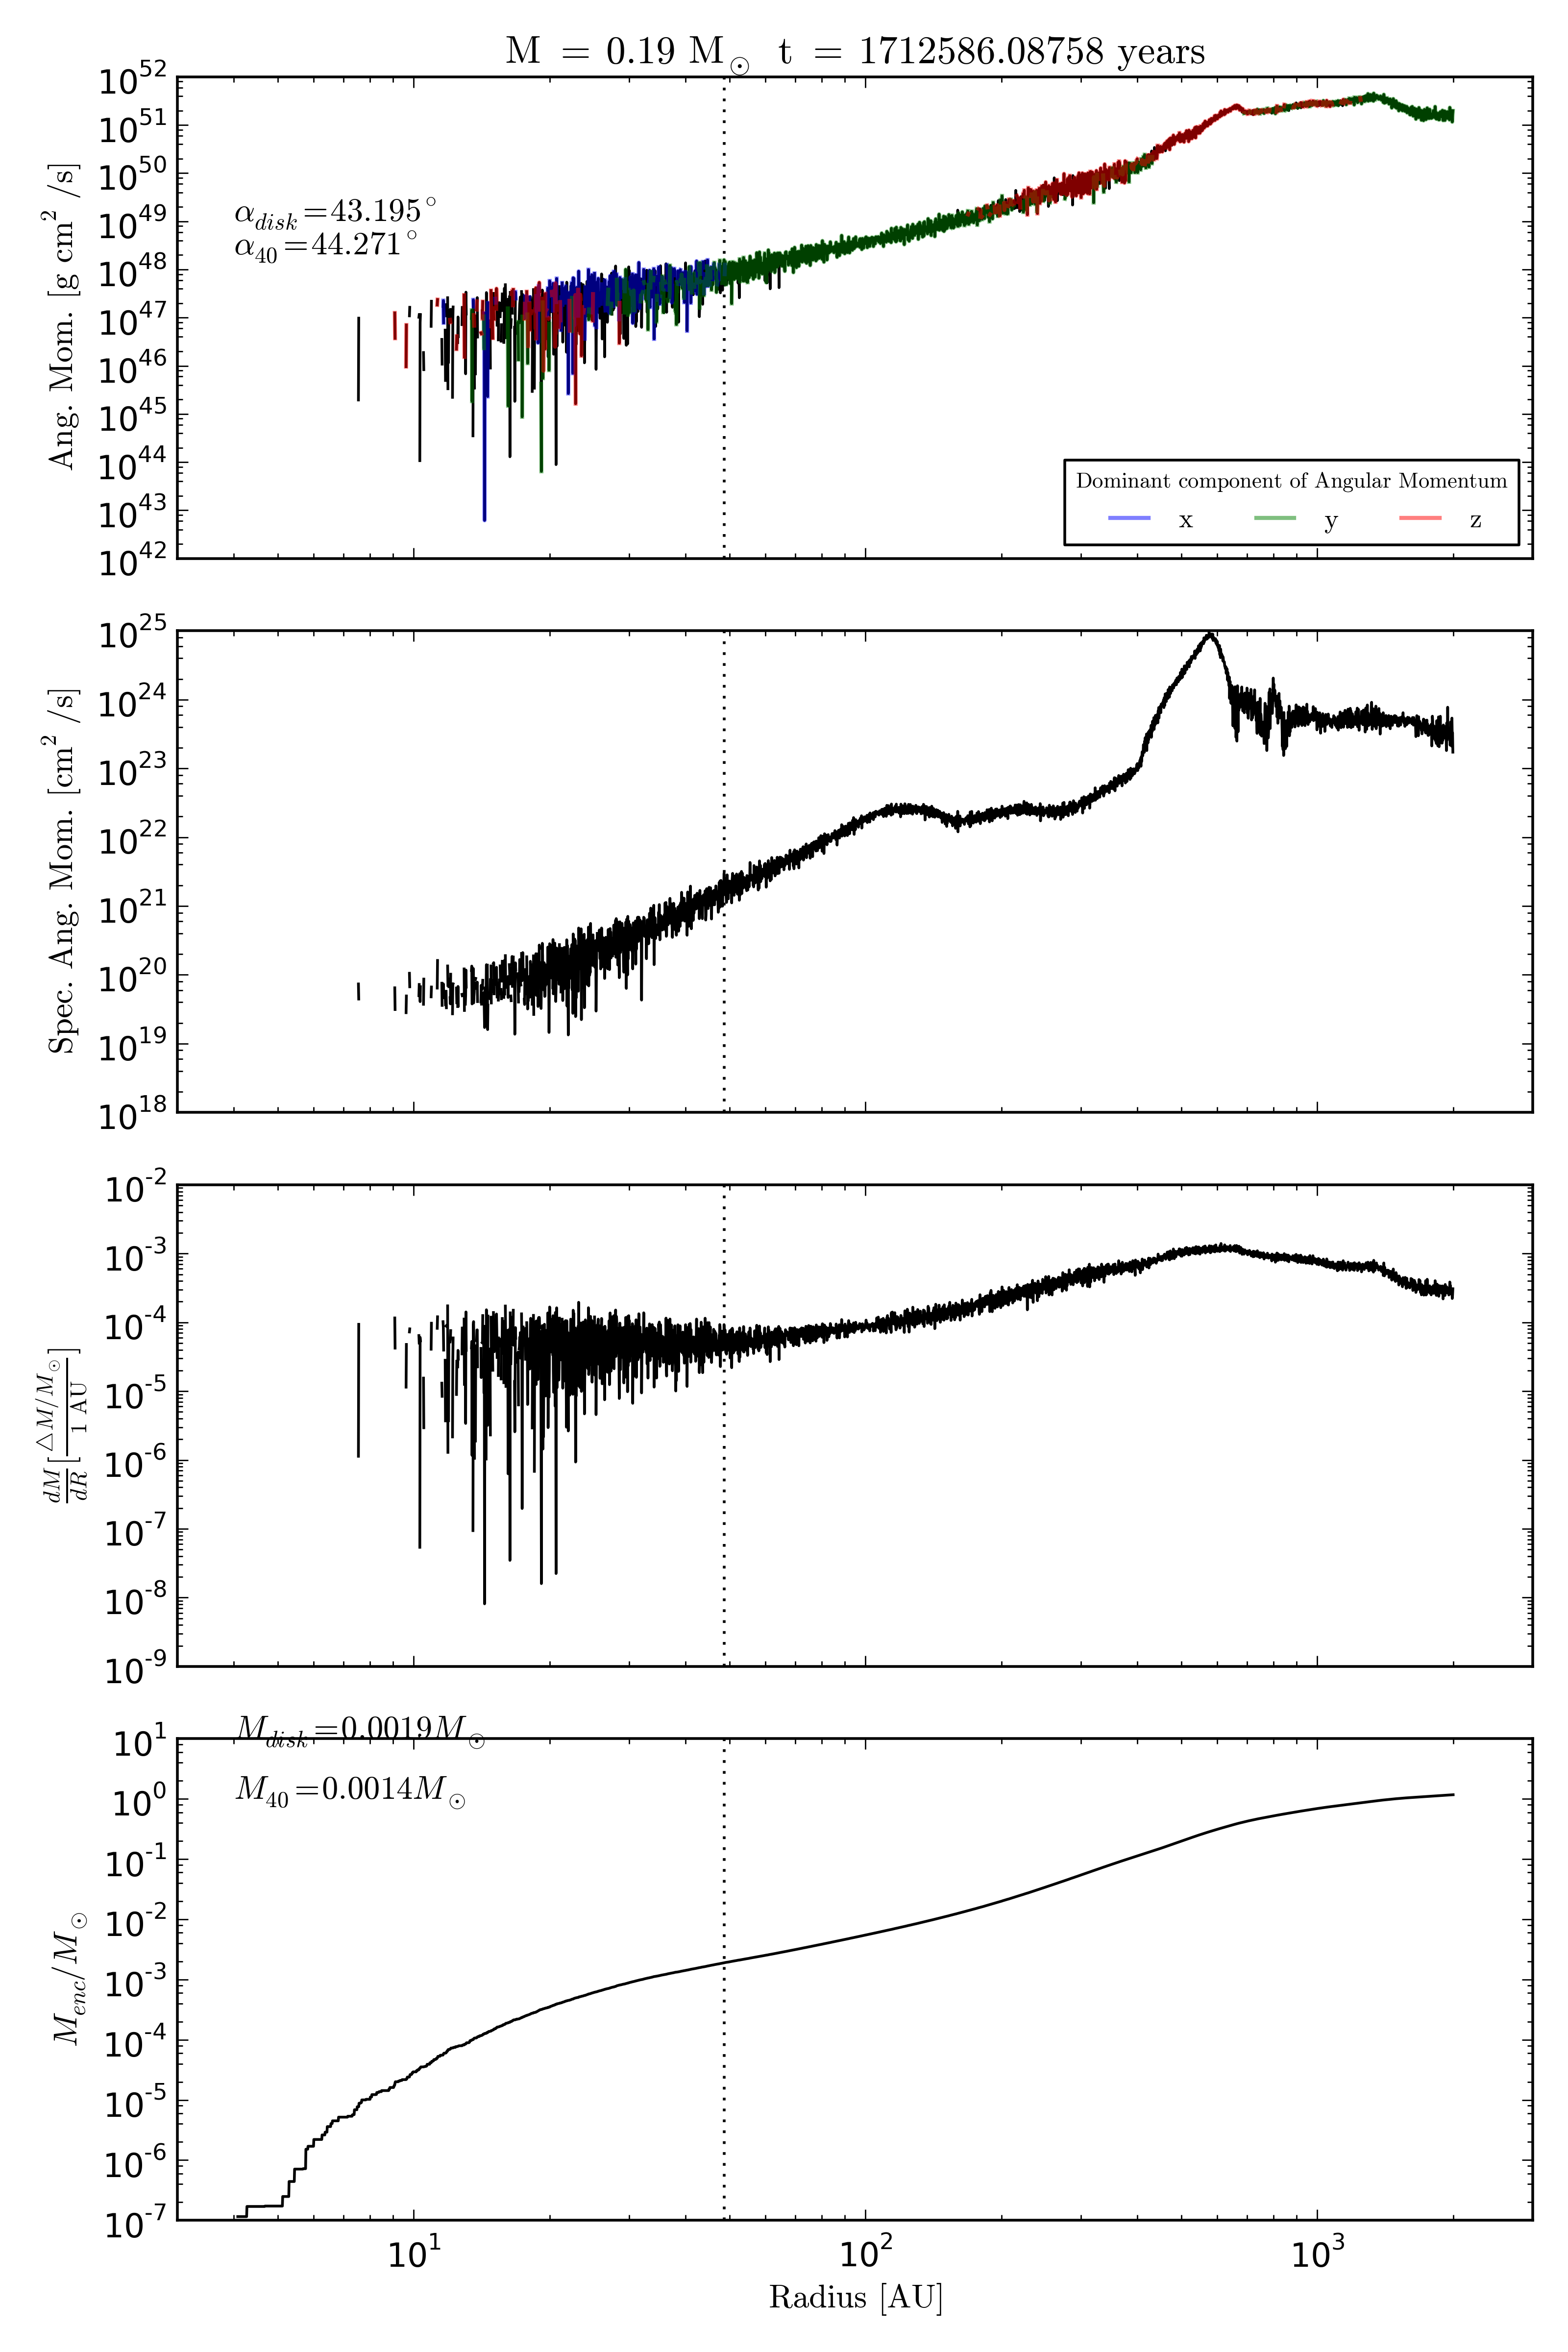 M = 0.19 M⊙ t = 1712586.08758 years
10^52
10^51
10^50
10^49
10^48
10^47
10^46
10^45
10^44
10^43
10^42
Ang. Mom. [g cm^2 /s]
α_disk=43.195°
α_40=44.271°
Dominant component of Angular Momentum
x y z
10^25
10^24
10^23
10^22
10^21
10^20
10^19
10^18
Spec. Ang. Mom. [cm^2 /s]
10^-2
10^-3
10^-4
10^-5
10^-6
10^-7
10^-8
10^-9
dM/dR [△M/M⊙ / 1 AU]
M_disk=0.0019M⊙
M_40=0.0014M⊙
10^1
10^0
10^-1
10^-2
10^-3
10^-4
10^-5
10^-6
10^-7
M_enc/M⊙
10^1 10^2 10^3
Radius [AU]